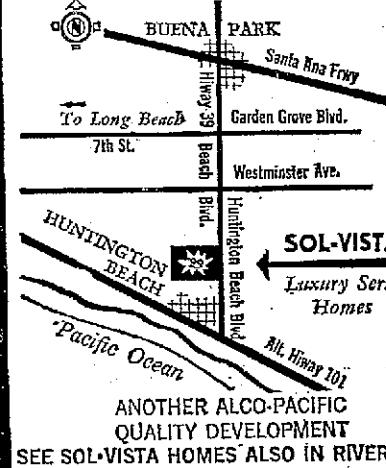 N
BUENA PARK
Santa Ana Frwy
Hiway 39
To Long Beach
Garden Grove Blvd.
7th St.
Beach Blvd.
Westminster Ave.
HUNTINGTON
BEACH
Huntington Beach Blvd
SOL-VIST
Luxury Ser
Homes
Pacific Ocean
Alt. Hiway 101
ANOTHER ALCO-PACIFIC
QUALITY DEVELOPMENT
SEE SOL-VISTA HOMES ALSO IN RIVER